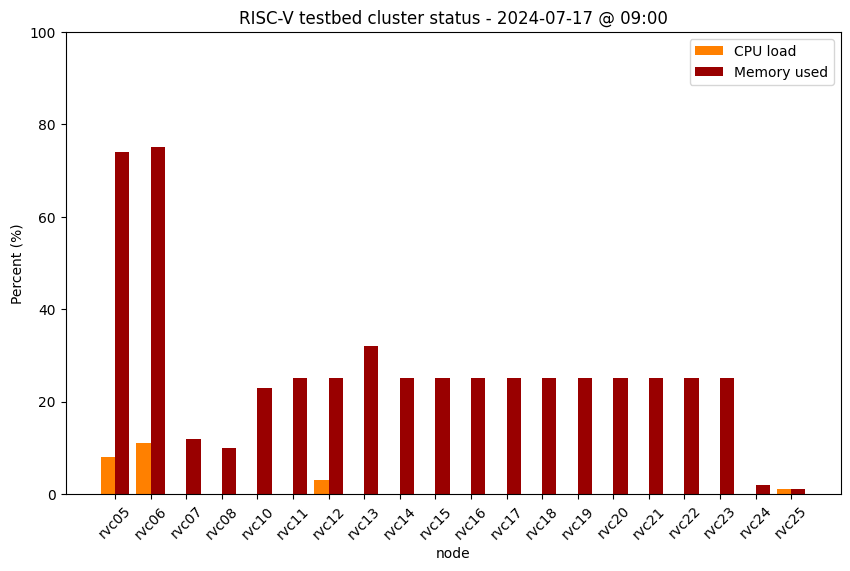 RISC-V testbed cluster status - 2024-07-17 @ 09:00
CPU load
Memory used
Percent (%)
100
80
60
40
20
0
rvc05
rvc06
rvc07
rvc08
rvc10
rvc11
rvc12
rvc13
rvc14
rvc15
rvc16
rvc17
rvc18
rvc19
rvc20
rvc21
rvc22
rvc23
rvc24
rvc25
node